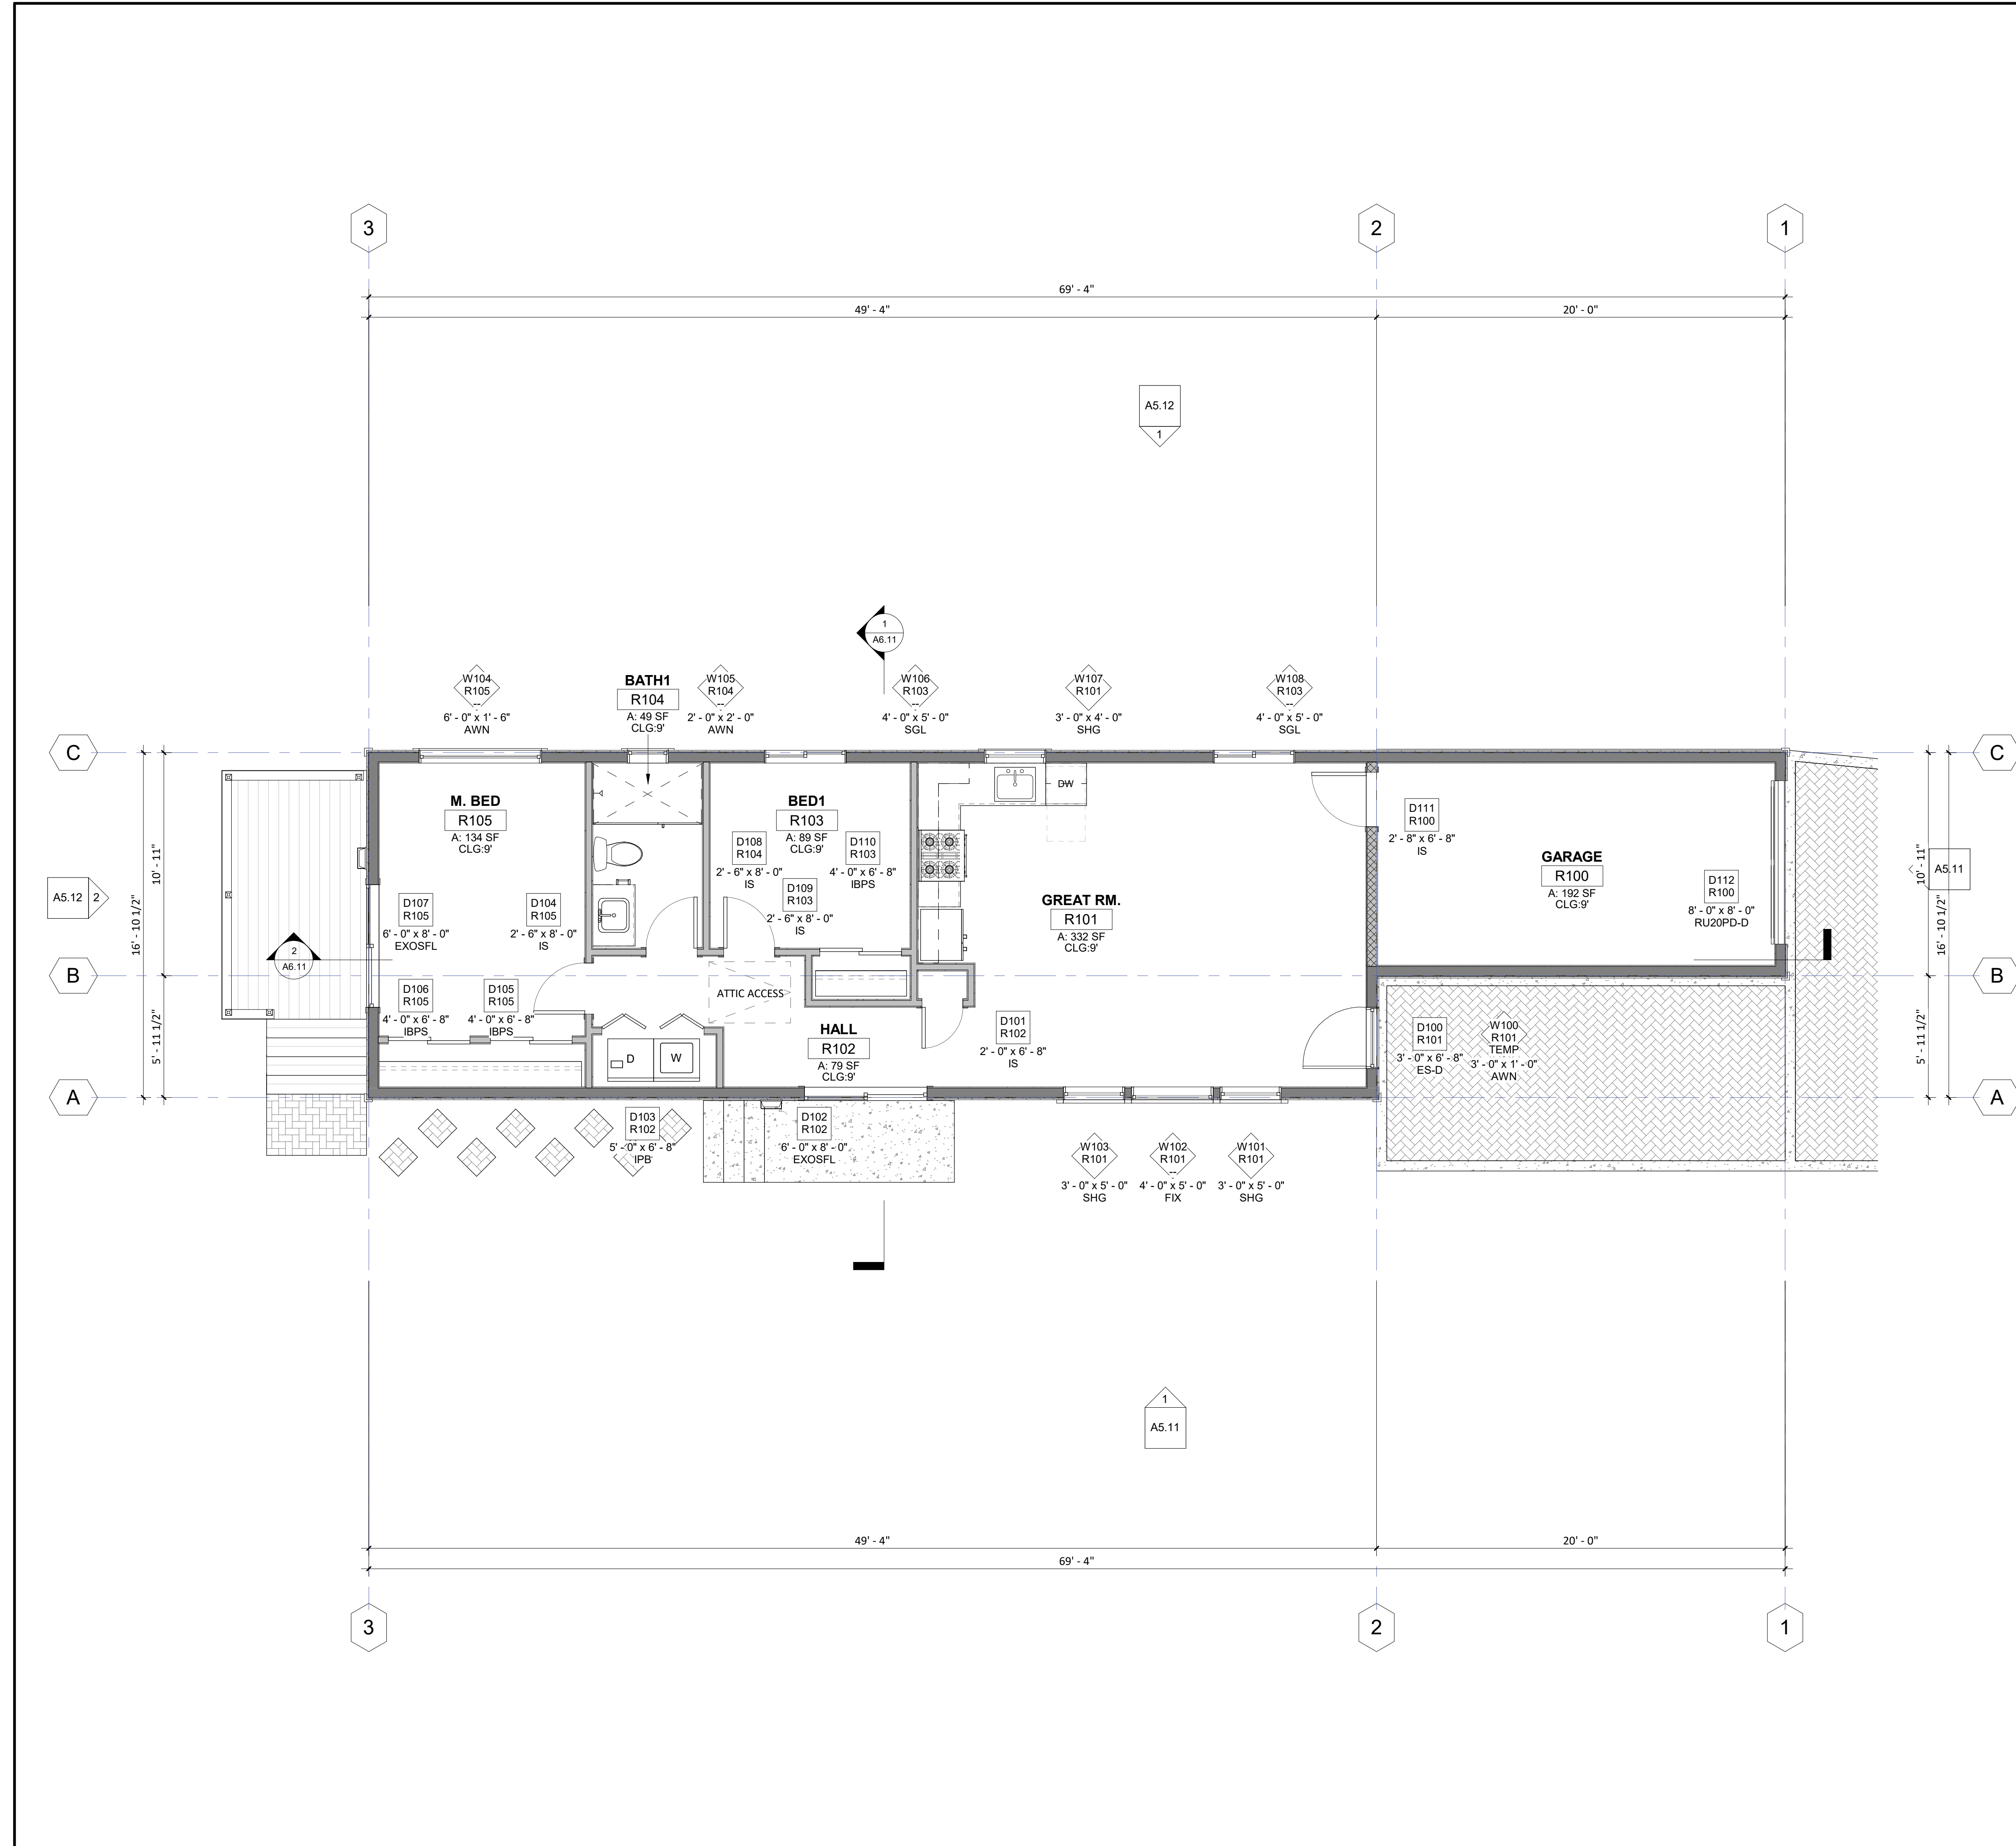 3
2
1
69' - 4"
49' - 4"
20' - 0"
A5.12
1
1
A6.11
W104
R105
--
6' - 0" x 1' - 6"
AWN
BATH1
R104
A: 49 SF
CLG:9'
W105
R104
--
2' - 0" x 2' - 0"
AWN
W106
R103
--
4' - 0" x 5' - 0"
SGL
W107
R101
--
3' - 0" x 4' - 0"
SHG
W108
R103
--
4' - 0" x 5' - 0"
SGL
C
C
M. BED
R105
A: 134 SF
CLG:9'
BED1
R103
A: 89 SF
CLG:9'
DW
D108
R104
2' - 6" x 8' - 0"
IS
D110
R103
4' - 0" x 6' - 8"
IBPS
D109
R103
2' - 6" x 8' - 0"
IS
D111
R100
2' - 8" x 6' - 8"
IS
GARAGE
R100
A: 192 SF
CLG:9'
D112
R100
8' - 0" x 8' - 0"
RU20PD-D
GREAT RM.
R101
A: 332 SF
CLG:9'
D107
R105
6' - 0" x 8' - 0"
EXOSFL
D104
R105
2' - 6" x 8' - 0"
IS
A5.12
2
16' - 10 1/2"
10' - 11"
5' - 11 1/2"
10' - 11"
16' - 10 1/2"
5' - 11 1/2"
A5.11
2
A6.11
B
B
D106
R105
4' - 0" x 6' - 8"
IBPS
D105
R105
4' - 0" x 6' - 8"
IBPS
ATTIC ACCESS
HALL
R102
A: 79 SF
CLG:9'
D
W
D101
R102
2' - 0" x 6' - 8"
IS
D100
R101
3' - 0" x 6' - 8"
ES-D
W100
R101
TEMP
3' - 0" x 1' - 0"
AWN
A
A
D103
R102
5' - 0" x 6' - 8"
IPB
D102
R102
6' - 0" x 8' - 0"
EXOSFL
W103
R101
--
3' - 0" x 5' - 0"
SHG
W102
R101
--
4' - 0" x 5' - 0"
FIX
W101
R101
--
3' - 0" x 5' - 0"
SHG
1
A5.11
49' - 4"
20' - 0"
69' - 4"
3
2
1